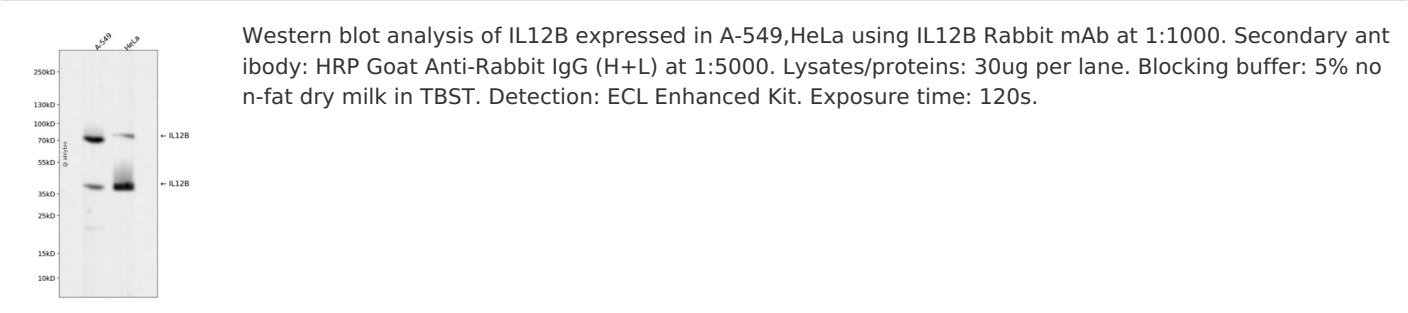 A-549
HeLa
Western blot analysis of IL12B expressed in A-549,HeLa using IL12B Rabbit mAb at 1:1000. Secondary ant
ibody: HRP Goat Anti-Rabbit IgG (H+L) at 1:5000. Lysates/proteins: 30ug per lane. Blocking buffer: 5% no
n-fat dry milk in TBST. Detection: ECL Enhanced Kit. Exposure time: 120s.
250kD
130kD
100kD
70kD
55kD
35kD
25kD
15kD
10kD
← IL12B
← IL12B